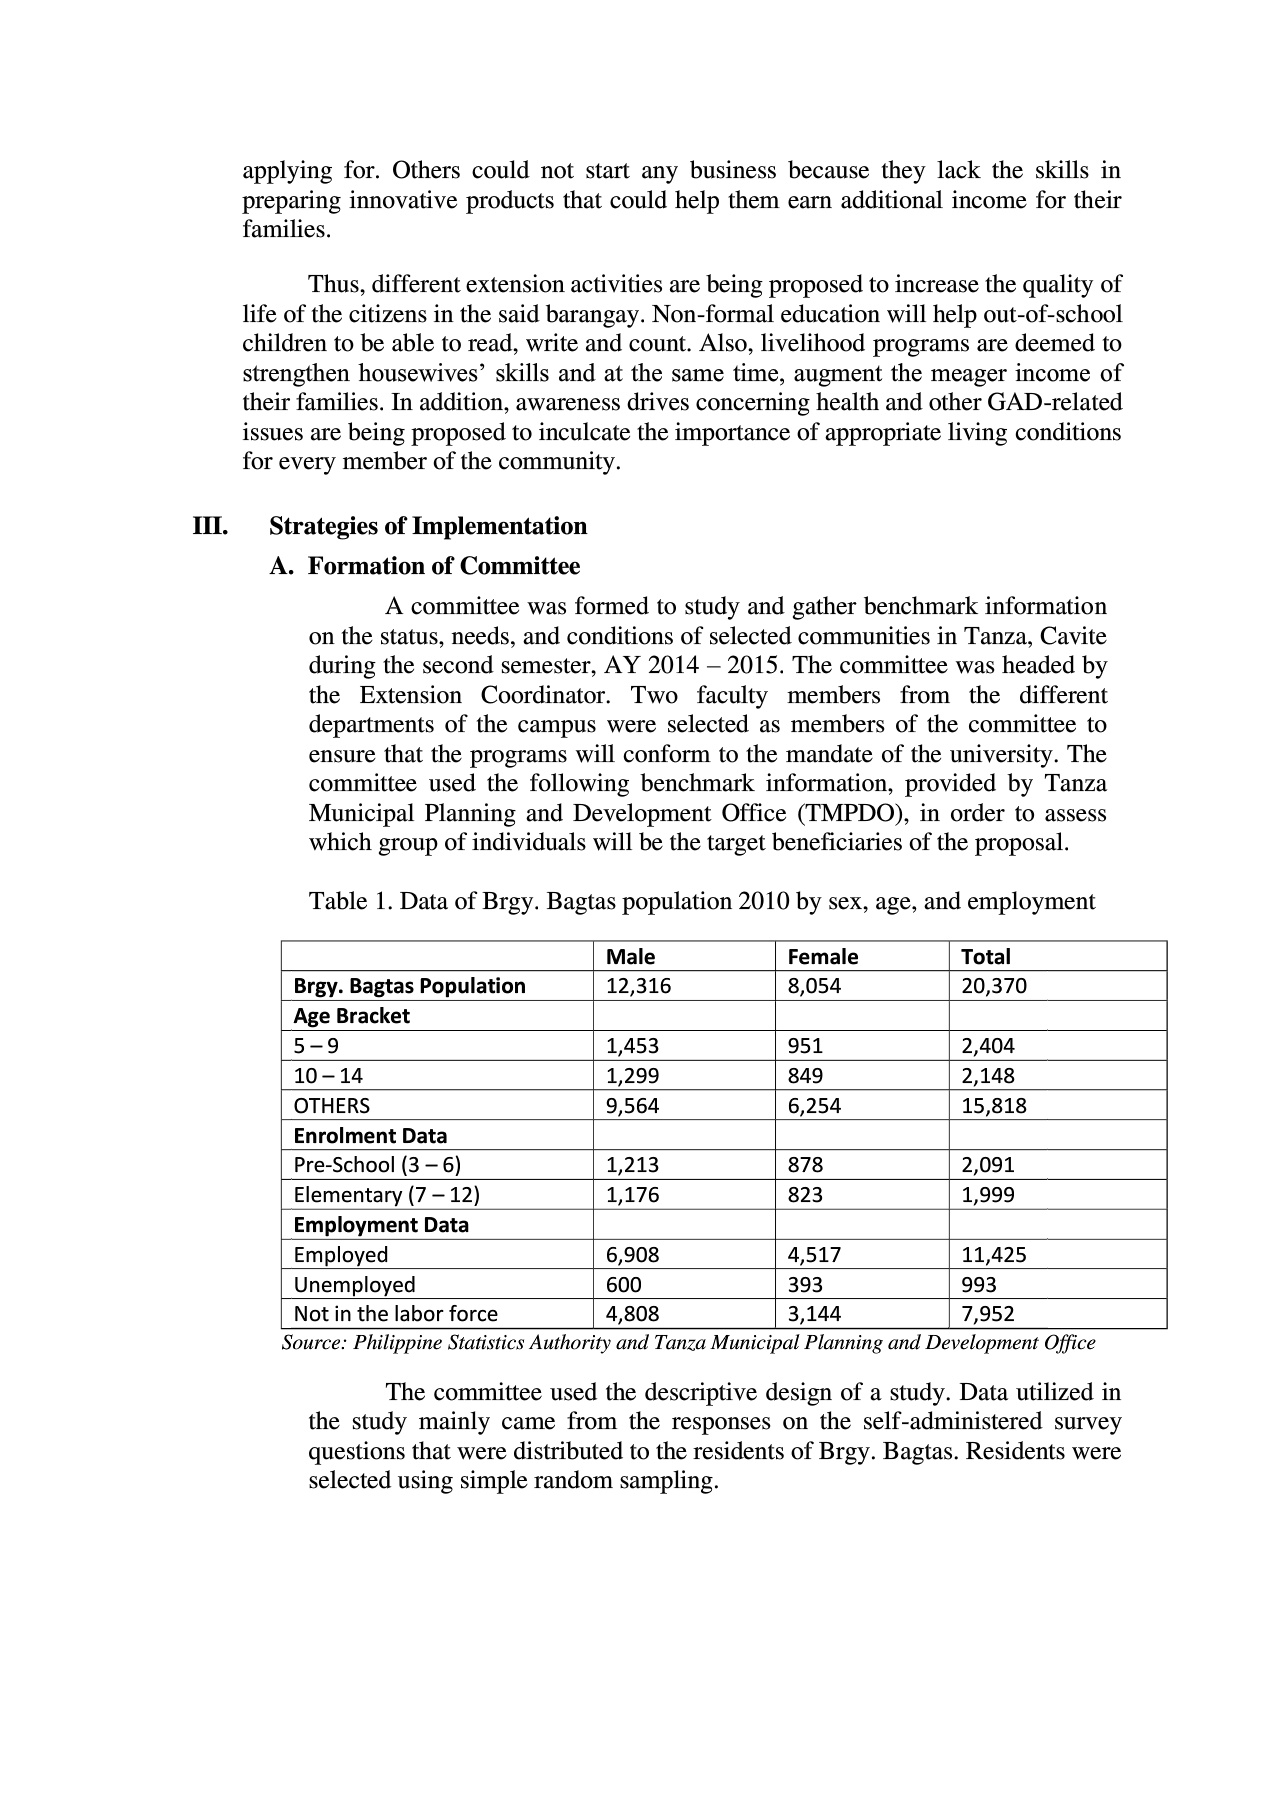 applying for. Others could not start any business because they lack the skills in
preparing innovative products that could help them earn additional income for their
families.
Thus, different extension activities are being proposed to increase the quality of
life of the citizens in the said barangay. Non-formal education will help out-of-school
children to be able to read, write and count. Also, livelihood programs are deemed to
strengthen housewives’ skills and at the same time, augment the meager income of
their families. In addition, awareness drives concerning health and other GAD-related
issues are being proposed to inculcate the importance of appropriate living conditions
for every member of the community.
III. Strategies of Implementation
A. Formation of Committee
A committee was formed to study and gather benchmark information
on the status, needs, and conditions of selected communities in Tanza, Cavite
during the second semester, AY 2014 – 2015. The committee was headed by
the Extension Coordinator. Two faculty members from the different
departments of the campus were selected as members of the committee to
ensure that the programs will conform to the mandate of the university. The
committee used the following benchmark information, provided by Tanza
Municipal Planning and Development Office (TMPDO), in order to assess
which group of individuals will be the target beneficiaries of the proposal.
Table 1. Data of Brgy. Bagtas population 2010 by sex, age, and employment
Male Female Total
Brgy. Bagtas Population 12,316 8,054 20,370
Age Bracket
5 – 9 1,453 951 2,404
10 – 14 1,299 849 2,148
OTHERS 9,564 6,254 15,818
Enrolment Data
Pre-School (3 – 6) 1,213 878 2,091
Elementary (7 – 12) 1,176 823 1,999
Employment Data
Employed 6,908 4,517 11,425
Unemployed 600 393 993
Not in the labor force 4,808 3,144 7,952
Source: Philippine Statistics Authority and Tanza Municipal Planning and Development Office
The committee used the descriptive design of a study. Data utilized in
the study mainly came from the responses on the self-administered survey
questions that were distributed to the residents of Brgy. Bagtas. Residents were
selected using simple random sampling.